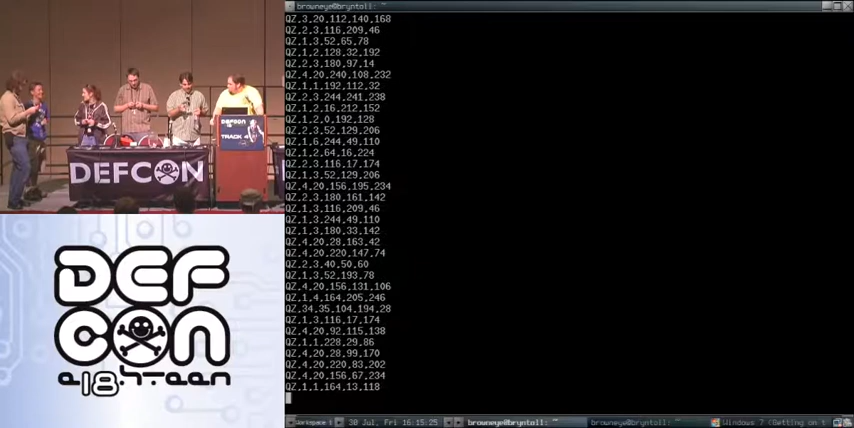 browneye@bryntoll: ~
QZ,3,20,112,140,168
QZ,2,3,116,209,46
QZ,1,3,52,65,78
QZ,1,2,128,32,192
QZ,2,3,180,97,14
QZ,4,20,240,108,232
QZ,1,1,192,112,32
QZ,2,3,244,241,238
QZ,1,2,16,212,152
QZ,1,2,0,192,128
QZ,2,3,52,129,206
QZ,1,6,244,49,110
QZ,1,2,64,16,224
QZ,2,3,116,17,174
QZ,1,3,52,129,206
QZ,4,20,156,195,234
QZ,2,3,180,161,142
QZ,1,3,116,209,46
QZ,1,3,244,49,110
QZ,1,3,180,33,142
QZ,4,20,28,163,42
QZ,4,20,220,147,74
QZ,2,3,40,50,60
QZ,1,3,52,193,78
QZ,4,20,156,131,106
QZ,1,4,164,205,246
QZ,34,35,104,194,28
QZ,1,3,116,17,174
QZ,4,20,92,115,138
QZ,1,1,228,29,86
QZ,4,20,28,99,170
QZ,4,20,220,83,202
QZ,4,20,156,67,234
QZ,1,1,164,13,118
DEFCON
TRACK 4
DEFCON
DEF
CON
e18hteen
30 Jul, Fri 16:15:25
browneye@bryntoll: ~
browneye@bryntoll: ~
Windows 7 (Getting on t